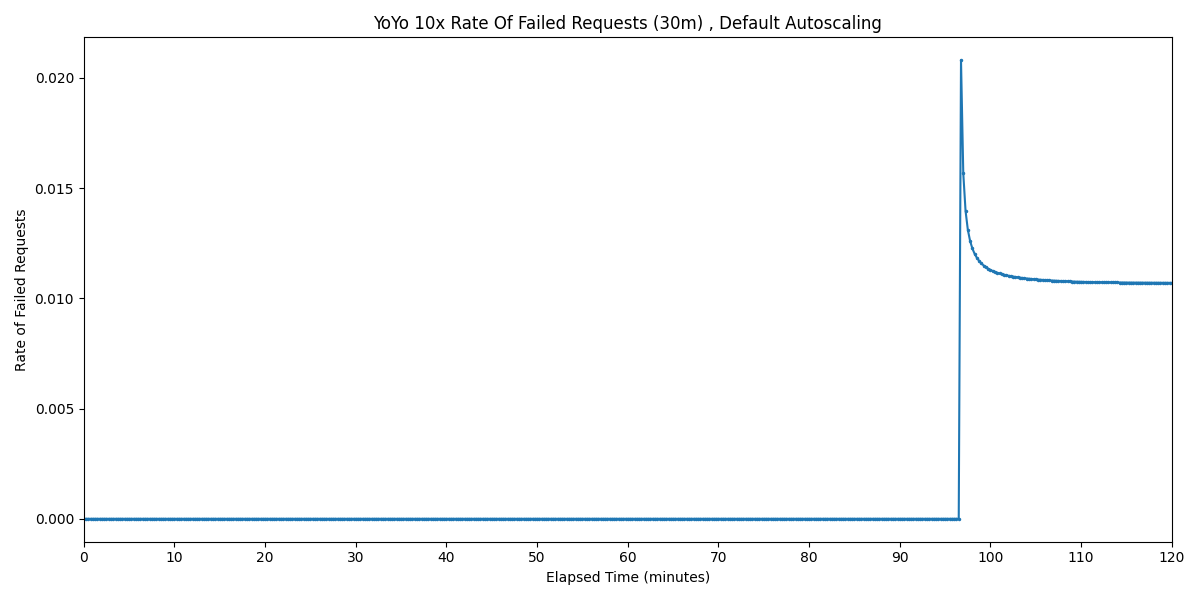 YoYo 10x Rate Of Failed Requests (30m) , Default Autoscaling
Rate of Failed Requests
0.020
0.015
0.010
0.005
0.000
0 10 20 30 40 50 60 70 80 90 100 110 120
Elapsed Time (minutes)